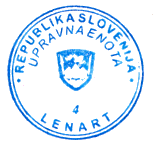 REPUBLIKA SLOVENIJA
UPRAVNA ENOTA
4
LENART